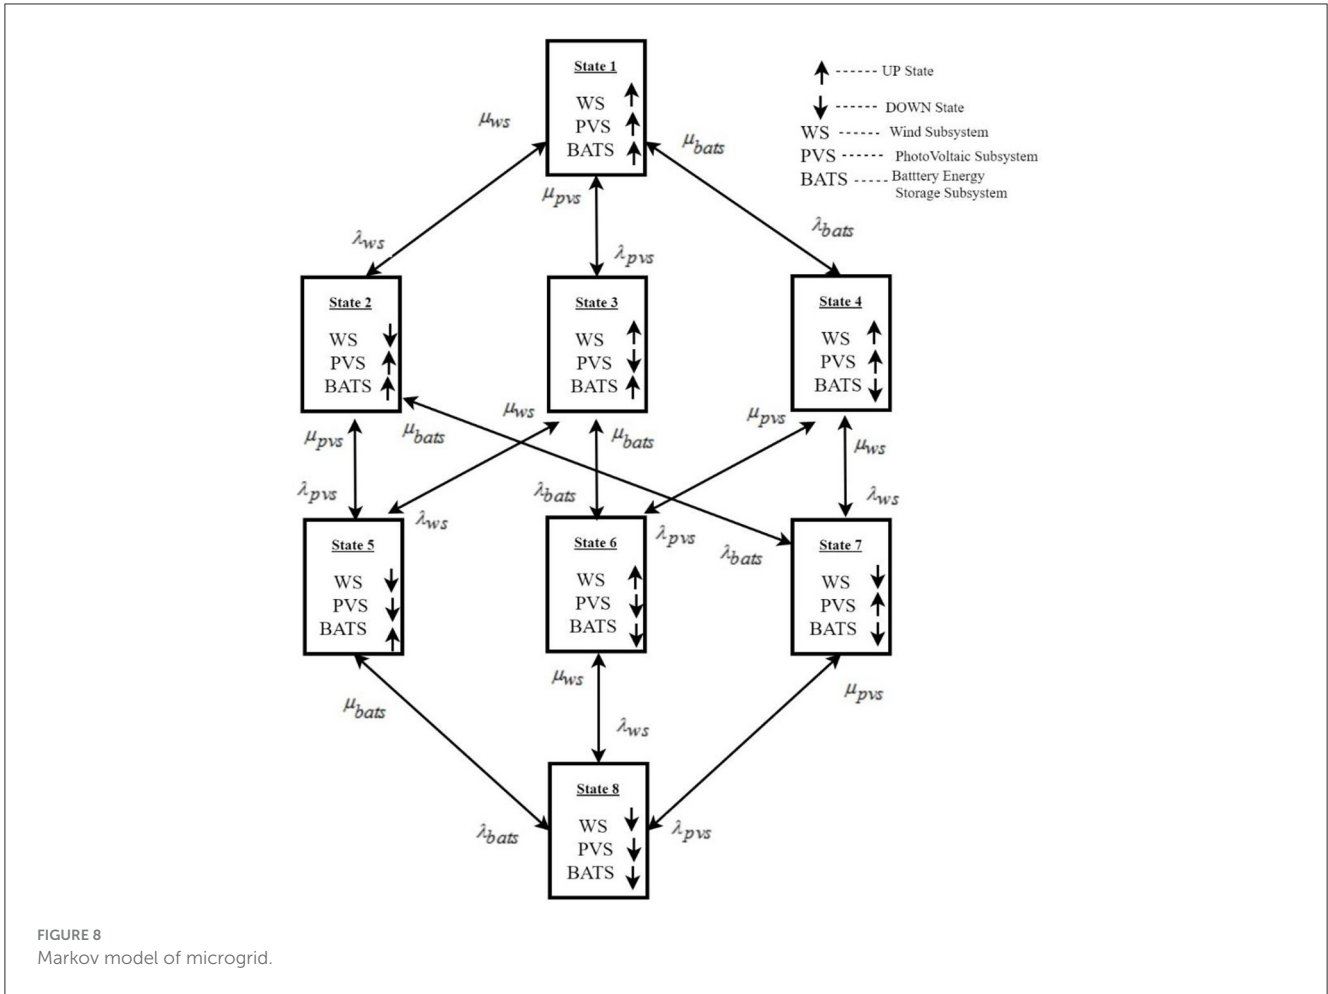 State 1
WS
PVS
BATS
UP State
DOWN State
WS Wind Subsystem
PVS PhotoVoltaic Subsystem
BATS Batttery Energy
Storage Subsystem
μws
μbats
μpvs
λws
λpvs
λbats
State 2
WS
PVS
BATS
State 3
WS
PVS
BATS
State 4
WS
PVS
BATS
μpvs
μbats
μws
μbats
μpvs
μws
λpvs
λws
λbats
λpvs
λbats
λws
State 5
WS
PVS
BATS
State 6
WS
PVS
BATS
State 7
WS
PVS
BATS
μbats
μws
μpvs
λws
λbats
λpvs
State 8
WS
PVS
BATS
FIGURE 8
Markov model of microgrid.